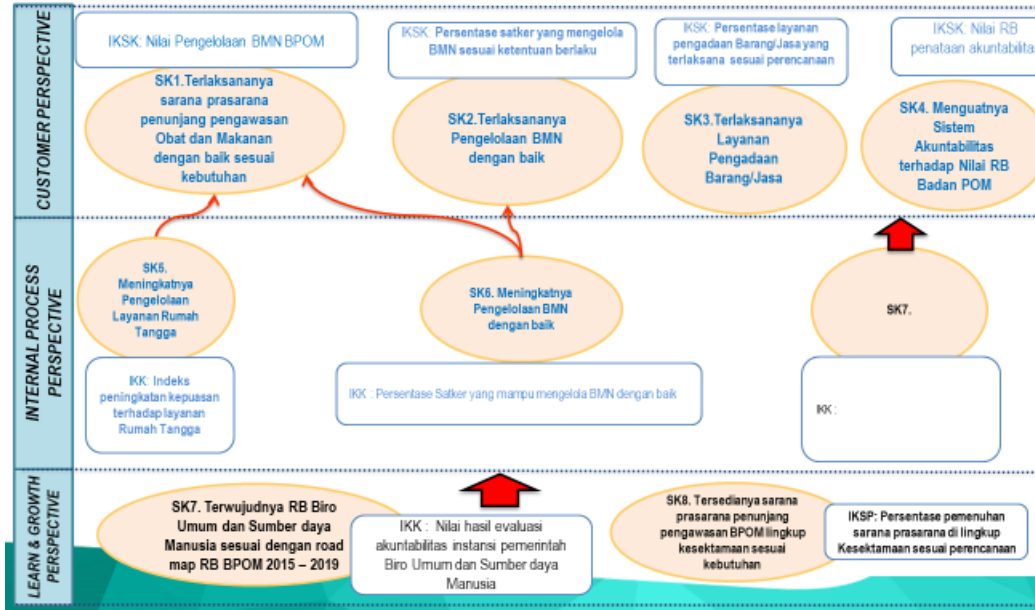 CUSTOMER PERSPECTIVE
IKSK: Nilai Pengelolaan BMN BPOM
IKSK: Persentase satker yang mengelola
BMN sesuai ketentuan berlaku
IKSK: Persentase layanan
pengadaan Barang/Jasa yang
terlaksana sesuai perencanaan
IKSK: Nilai RB
penataan akuntabilitas
SK1.Terlaksananya
sarana prasarana
penunjang pengawasan
Obat dan Makanan
dengan baik sesuai
kebutuhan
SK2.Terlaksananya
Pengelolaan BMN
dengan baik
SK3.Terlaksananya
Layanan
Pengadaan
Barang/Jasa
SK4. Menguatnya
Sistem
Akuntabilitas
terhadap Nilai RB
Badan POM
INTERNAL PROCESS
PERSPECTIVE
SK5.
Meningkatnya
Pengelolaan
Layanan Rumah
Tangga
SK6. Meningkatnya
Pengelolaan BMN
dengan baik
SK7.
IKK: Indeks
peningkatan kepuasan
terhadap layanan
Rumah Tangga
IKK : Persentase Satker yang mampu mengelola BMN dengan baik
IKK :
LEARN & GROWTH
PERSPECTIVE
SK7. Terwujudnya RB Biro
Umum dan Sumber daya
Manusia sesuai dengan road
map RB BPOM 2015 – 2019
IKK : Nilai hasil evaluasi
akuntabilitas instansi pemerintah
Biro Umum dan Sumber daya
Manusia
SK8. Tersedianya sarana
prasarana penunjang
pengawasan BPOM lingkup
kesektamaan sesuai
kebutuhan
IKSP: Persentase pemenuhan
sarana prasarana di lingkup
Kesektamaan sesuai perencanaan